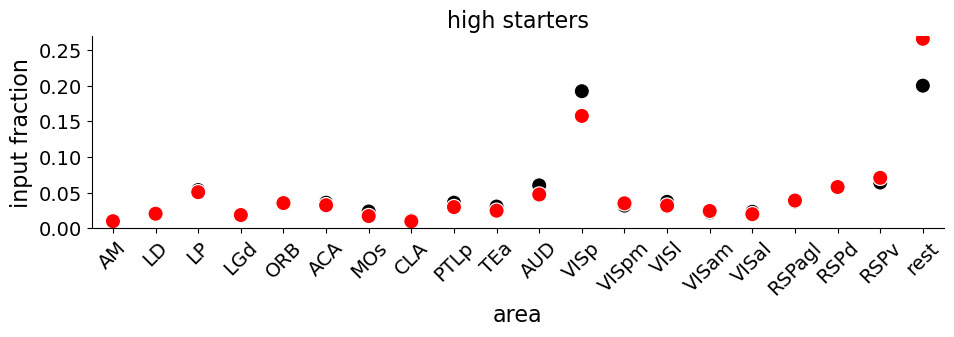 high starters
input fraction
0.25
0.20
0.15
0.10
0.05
0.00
AM LD LP LGd ORB ACA MOs CLA PTLp TEa AUD VISp VISpm VISl VISam VISal RSPagl RSPd RSPv rest
area